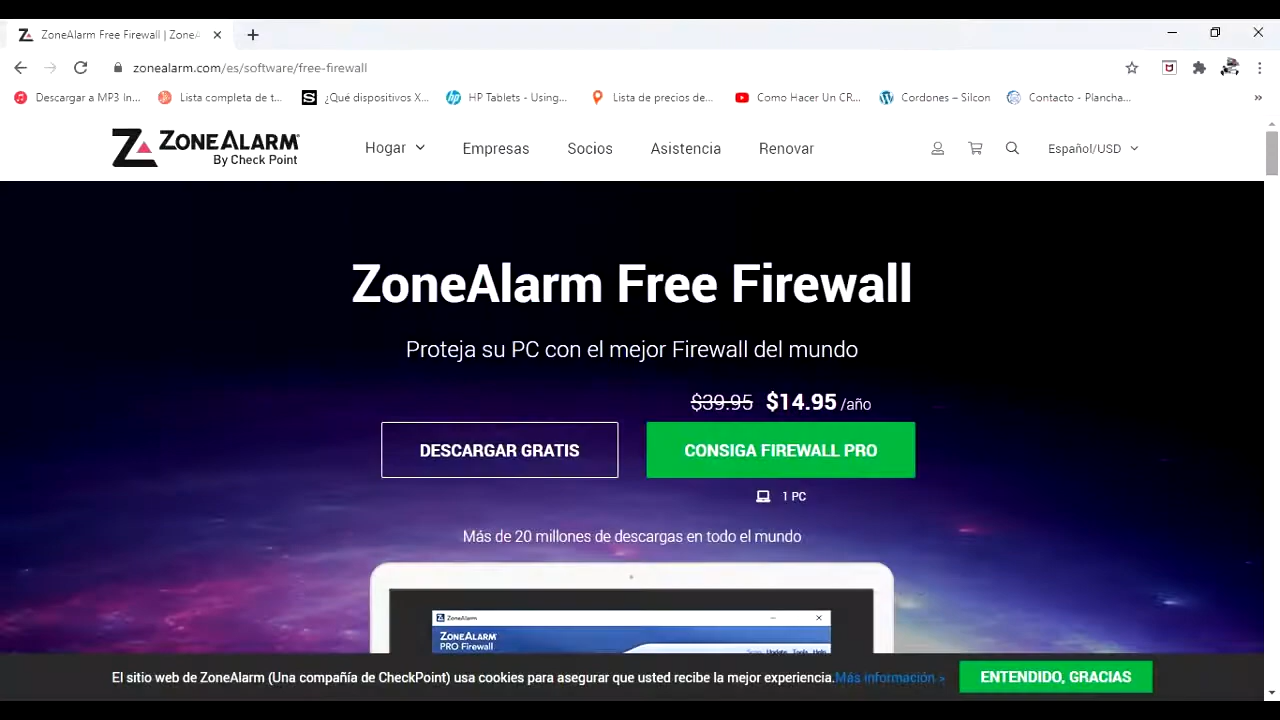 ZoneAlarm Free Firewall | ZoneA
zonealarm.com/es/software/free-firewall
Descargar a MP3 In... Lista completa de t... ¿Qué dispositivos X... HP Tablets - Using... Lista de precios de... Como Hacer Un CR... Cordones – Silcon Contacto - Plancha... »
ZONEALARM
By Check Point
Hogar Empresas Socios Asistencia Renovar Español/USD
ZoneAlarm Free Firewall
Proteja su PC con el mejor Firewall del mundo
$39.95 $14.95 /año
DESCARGAR GRATIS CONSIGA FIREWALL PRO
1 PC
Más de 20 millones de descargas en todo el mundo
ZoneAlarm
ZONEALARM
PRO Firewall
Update Tools Help
El sitio web de ZoneAlarm (Una compañía de CheckPoint) usa cookies para asegurar que usted recibe la mejor experiencia. Más información > ENTENDIDO, GRACIAS